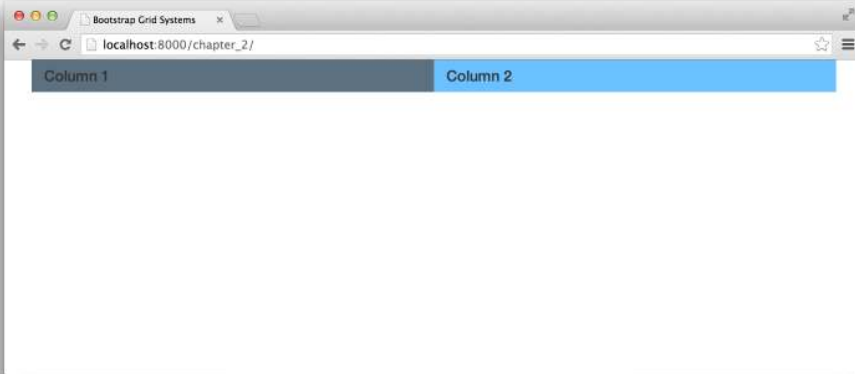 Bootstrap Grid Systems
localhost:8000/chapter_2/
Column 1
Column 2